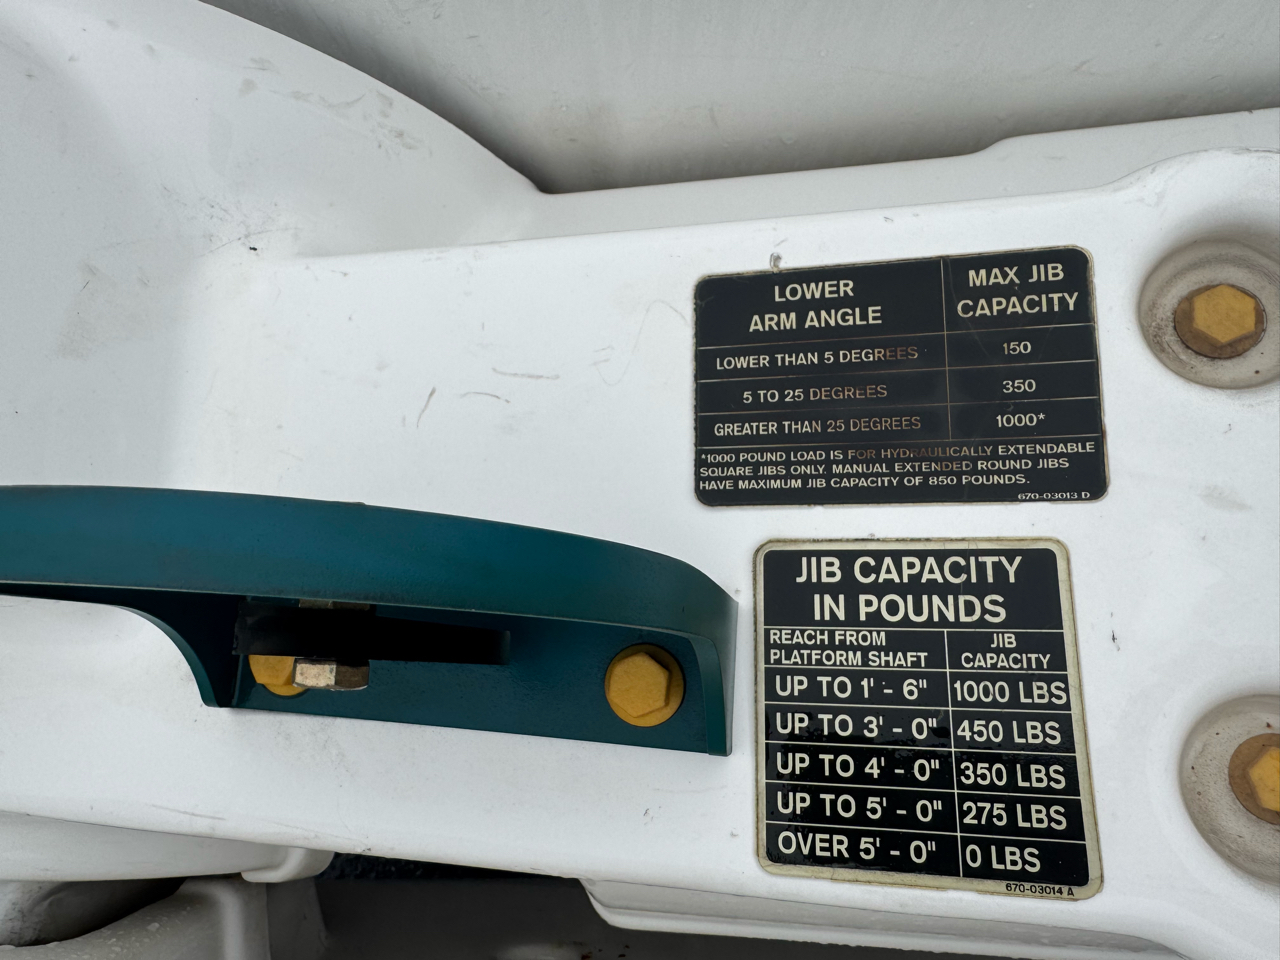 LOWER ARM ANGLE MAX JIB CAPACITY
LOWER THAN 5 DEGREES 150
5 TO 25 DEGREES 350
GREATER THAN 25 DEGREES 1000*
*1000 POUND LOAD IS FOR HYDRAULICALLY EXTENDABLE
SQUARE JIBS ONLY. MANUAL EXTENDED ROUND JIBS
HAVE MAXIMUM JIB CAPACITY OF 850 POUNDS.
670-03013 D
JIB CAPACITY
IN POUNDS
REACH FROM PLATFORM SHAFT JIB CAPACITY
UP TO 1' - 6" 1000 LBS
UP TO 3' - 0" 450 LBS
UP TO 4' - 0" 350 LBS
UP TO 5' - 0" 275 LBS
OVER 5' - 0" 0 LBS
670-03014 A